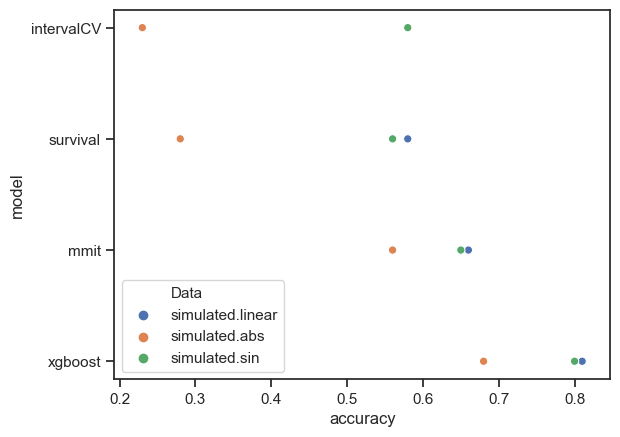 intervalCV
survival
mmit
xgboost
model
Data
simulated.linear
simulated.abs
simulated.sin
0.2 0.3 0.4 0.5 0.6 0.7 0.8
accuracy